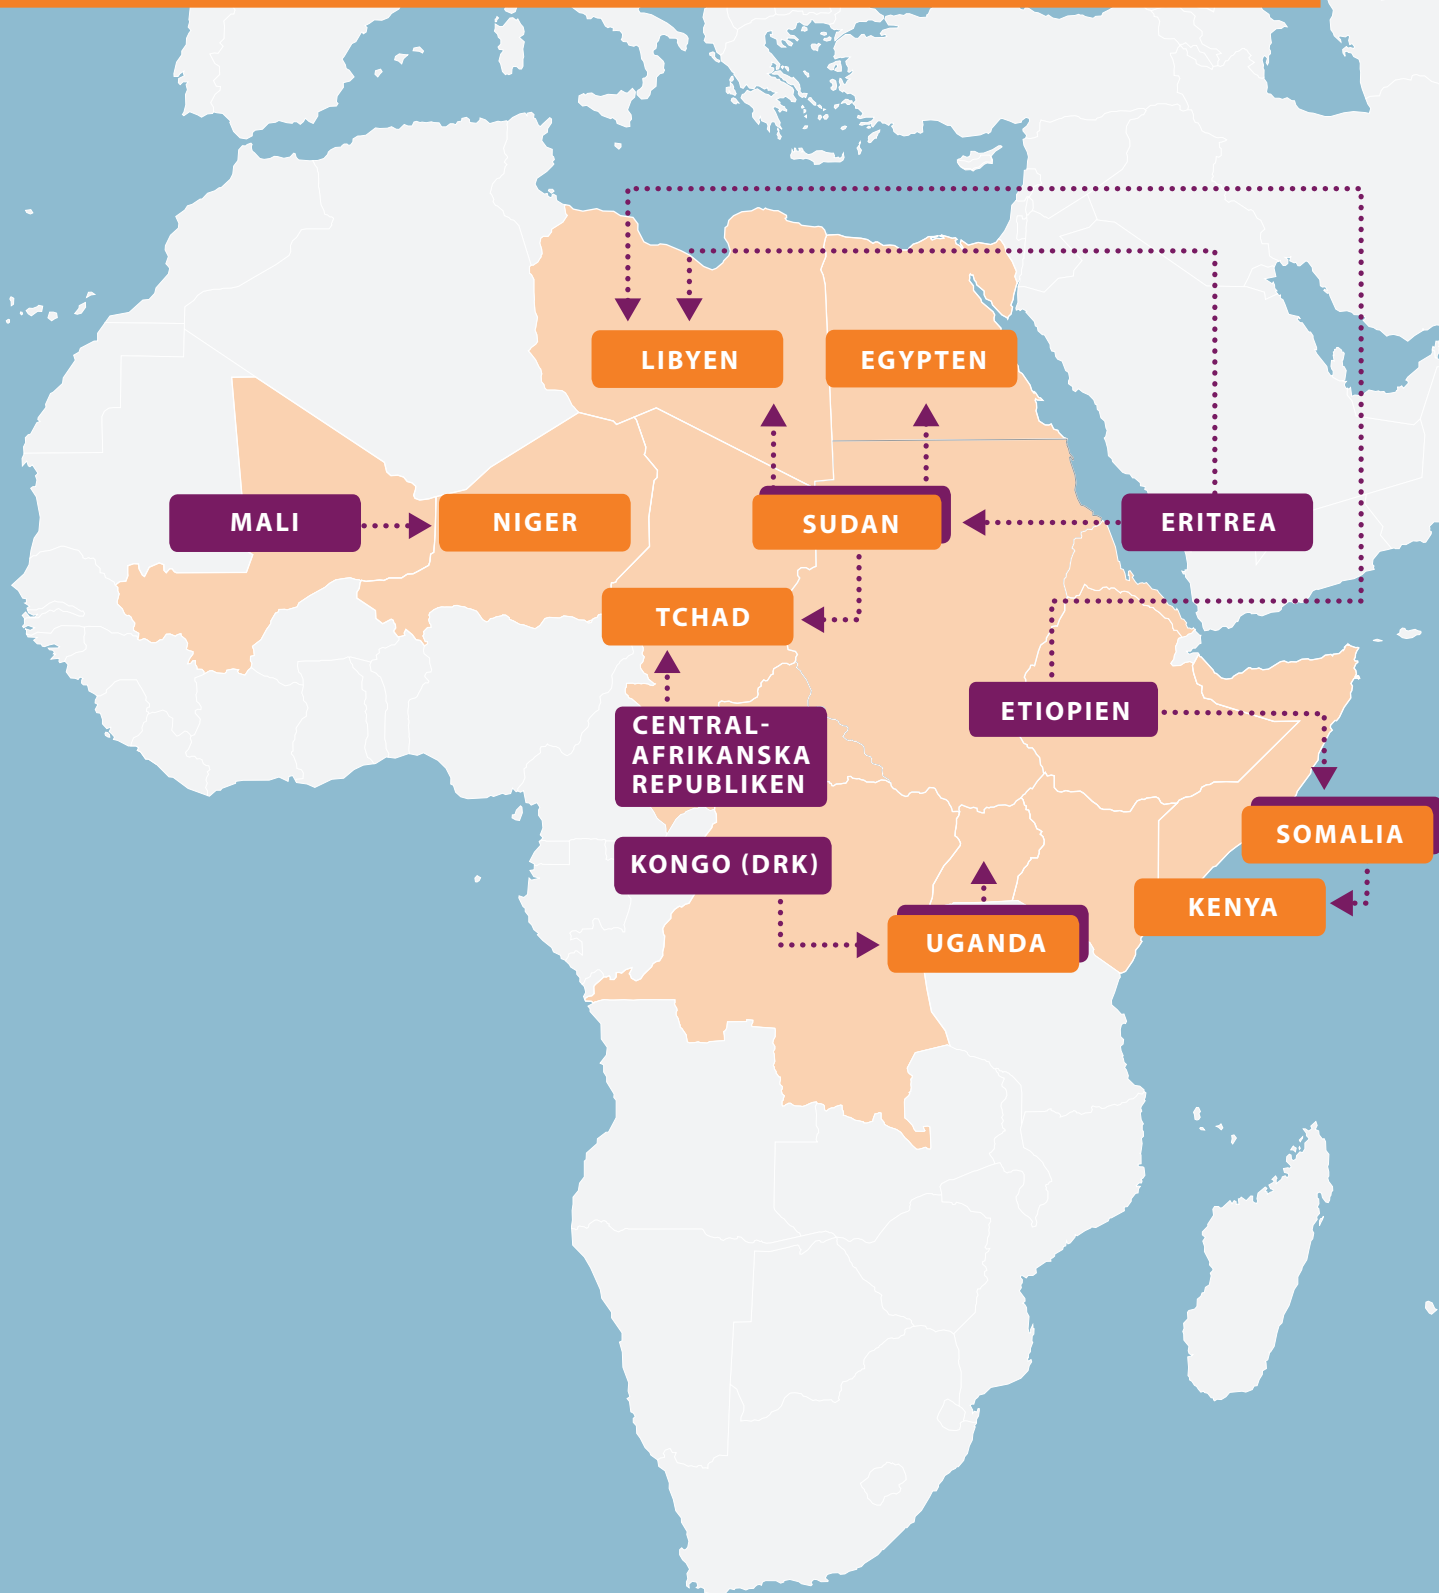 LIBYEN
EGYPTEN
MALI
NIGER
SUDAN
ERITREA
TCHAD
ETIOPIEN
CENTRAL-
AFRIKANSKA
REPUBLIKEN
SOMALIA
KONGO (DRK)
KENYA
UGANDA